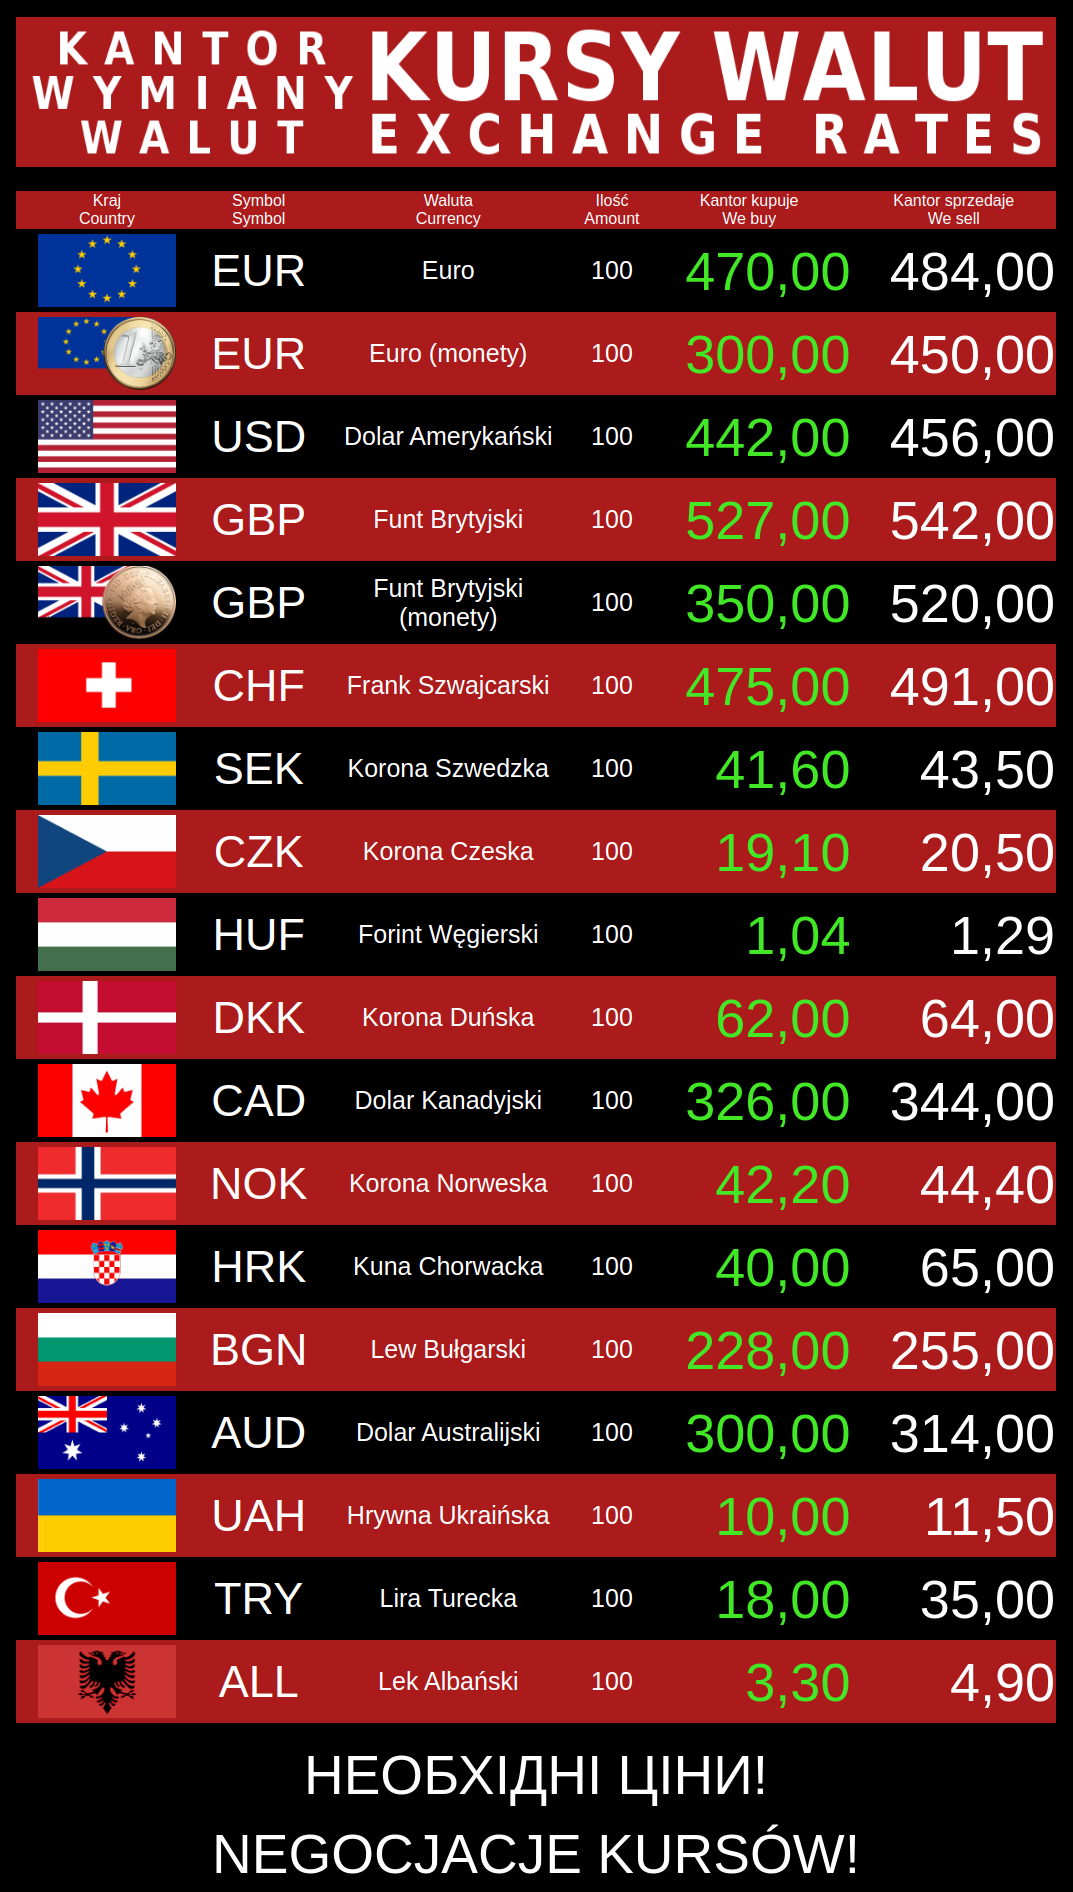 KANTOR
WYMIANY
WALUT
KURSY WALUT
EXCHANGE RATES
Kraj Symbol Waluta Ilość Kantor kupuje Kantor sprzedaje
Country Symbol Currency Amount We buy We sell
EUR Euro 100 470,00 484,00
EUR Euro (monety) 100 300,00 450,00
USD Dolar Amerykański 100 442,00 456,00
GBP Funt Brytyjski 100 527,00 542,00
GBP Funt Brytyjski (monety) 100 350,00 520,00
CHF Frank Szwajcarski 100 475,00 491,00
SEK Korona Szwedzka 100 41,60 43,50
CZK Korona Czeska 100 19,10 20,50
HUF Forint Węgierski 100 1,04 1,29
DKK Korona Duńska 100 62,00 64,00
CAD Dolar Kanadyjski 100 326,00 344,00
NOK Korona Norweska 100 42,20 44,40
HRK Kuna Chorwacka 100 40,00 65,00
BGN Lew Bułgarski 100 228,00 255,00
AUD Dolar Australijski 100 300,00 314,00
UAH Hrywna Ukraińska 100 10,00 11,50
TRY Lira Turecka 100 18,00 35,00
ALL Lek Albański 100 3,30 4,90
НЕОБХІДНІ ЦІНИ!
NEGOCJACJE KURSÓW!